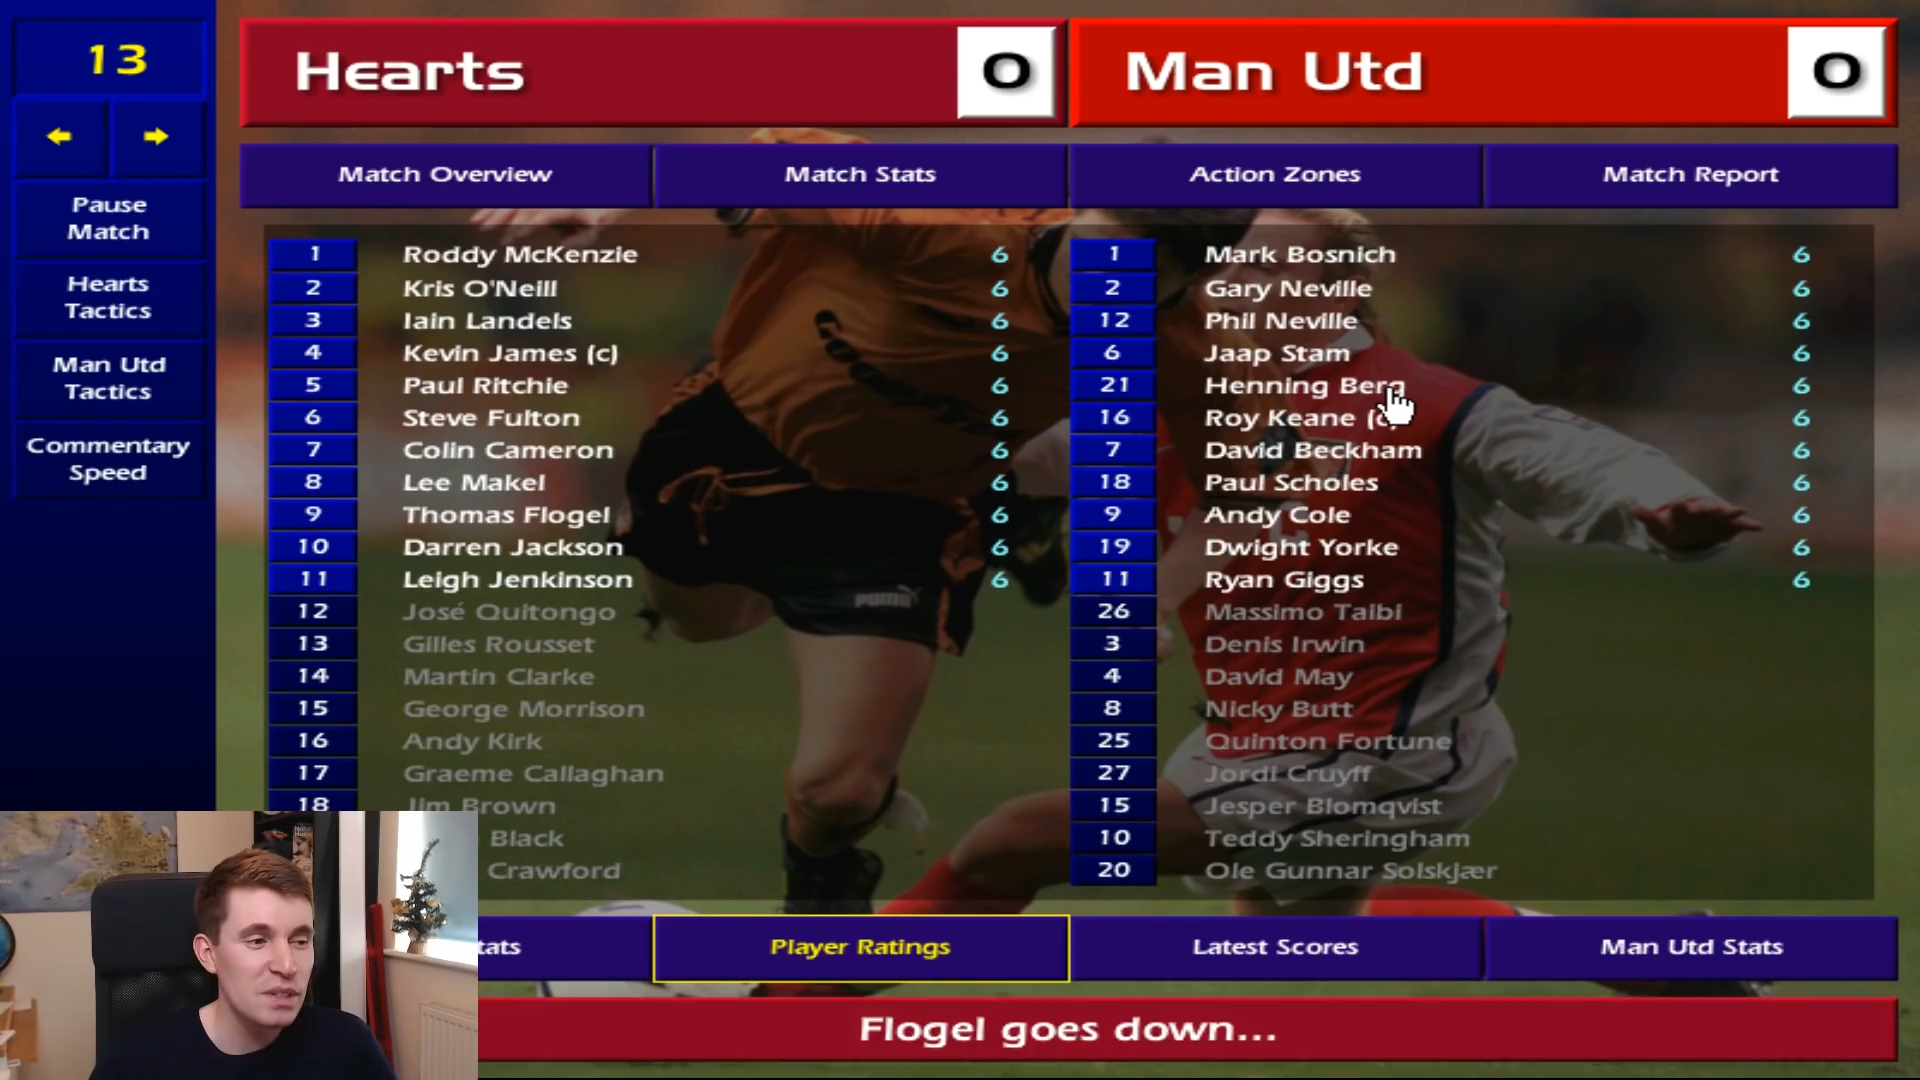 13
Hearts 0
Man Utd 0
Match Overview
Match Stats
Action Zones
Match Report
Pause
Match
Hearts
Tactics
Man Utd
Tactics
Commentary
Speed
1 Roddy McKenzie 6
2 Kris O'Neill 6
3 Iain Landels 6
4 Kevin James (c) 6
5 Paul Ritchie 6
6 Steve Fulton 6
7 Colin Cameron 6
8 Lee Makel 6
9 Thomas Flogel 6
10 Darren Jackson 6
11 Leigh Jenkinson 6
12 José Quitongo
13 Gilles Rousset
14 Martin Clarke
15 George Morrison
16 Andy Kirk
17 Graeme Callaghan
18 Jim Brown
Black
Crawford
1 Mark Bosnich 6
2 Gary Neville 6
12 Phil Neville 6
6 Jaap Stam 6
21 Henning Berg 6
16 Roy Keane (c) 6
7 David Beckham 6
18 Paul Scholes 6
9 Andy Cole 6
19 Dwight Yorke 6
11 Ryan Giggs 6
26 Massimo Taibi
3 Denis Irwin
4 David May
8 Nicky Butt
25 Quinton Fortune
27 Jordi Cruyff
15 Jesper Blomqvist
10 Teddy Sheringham
20 Ole Gunnar Solskjær
PUMA
tats
Player Ratings
Latest Scores
Man Utd Stats
Flogel goes down...